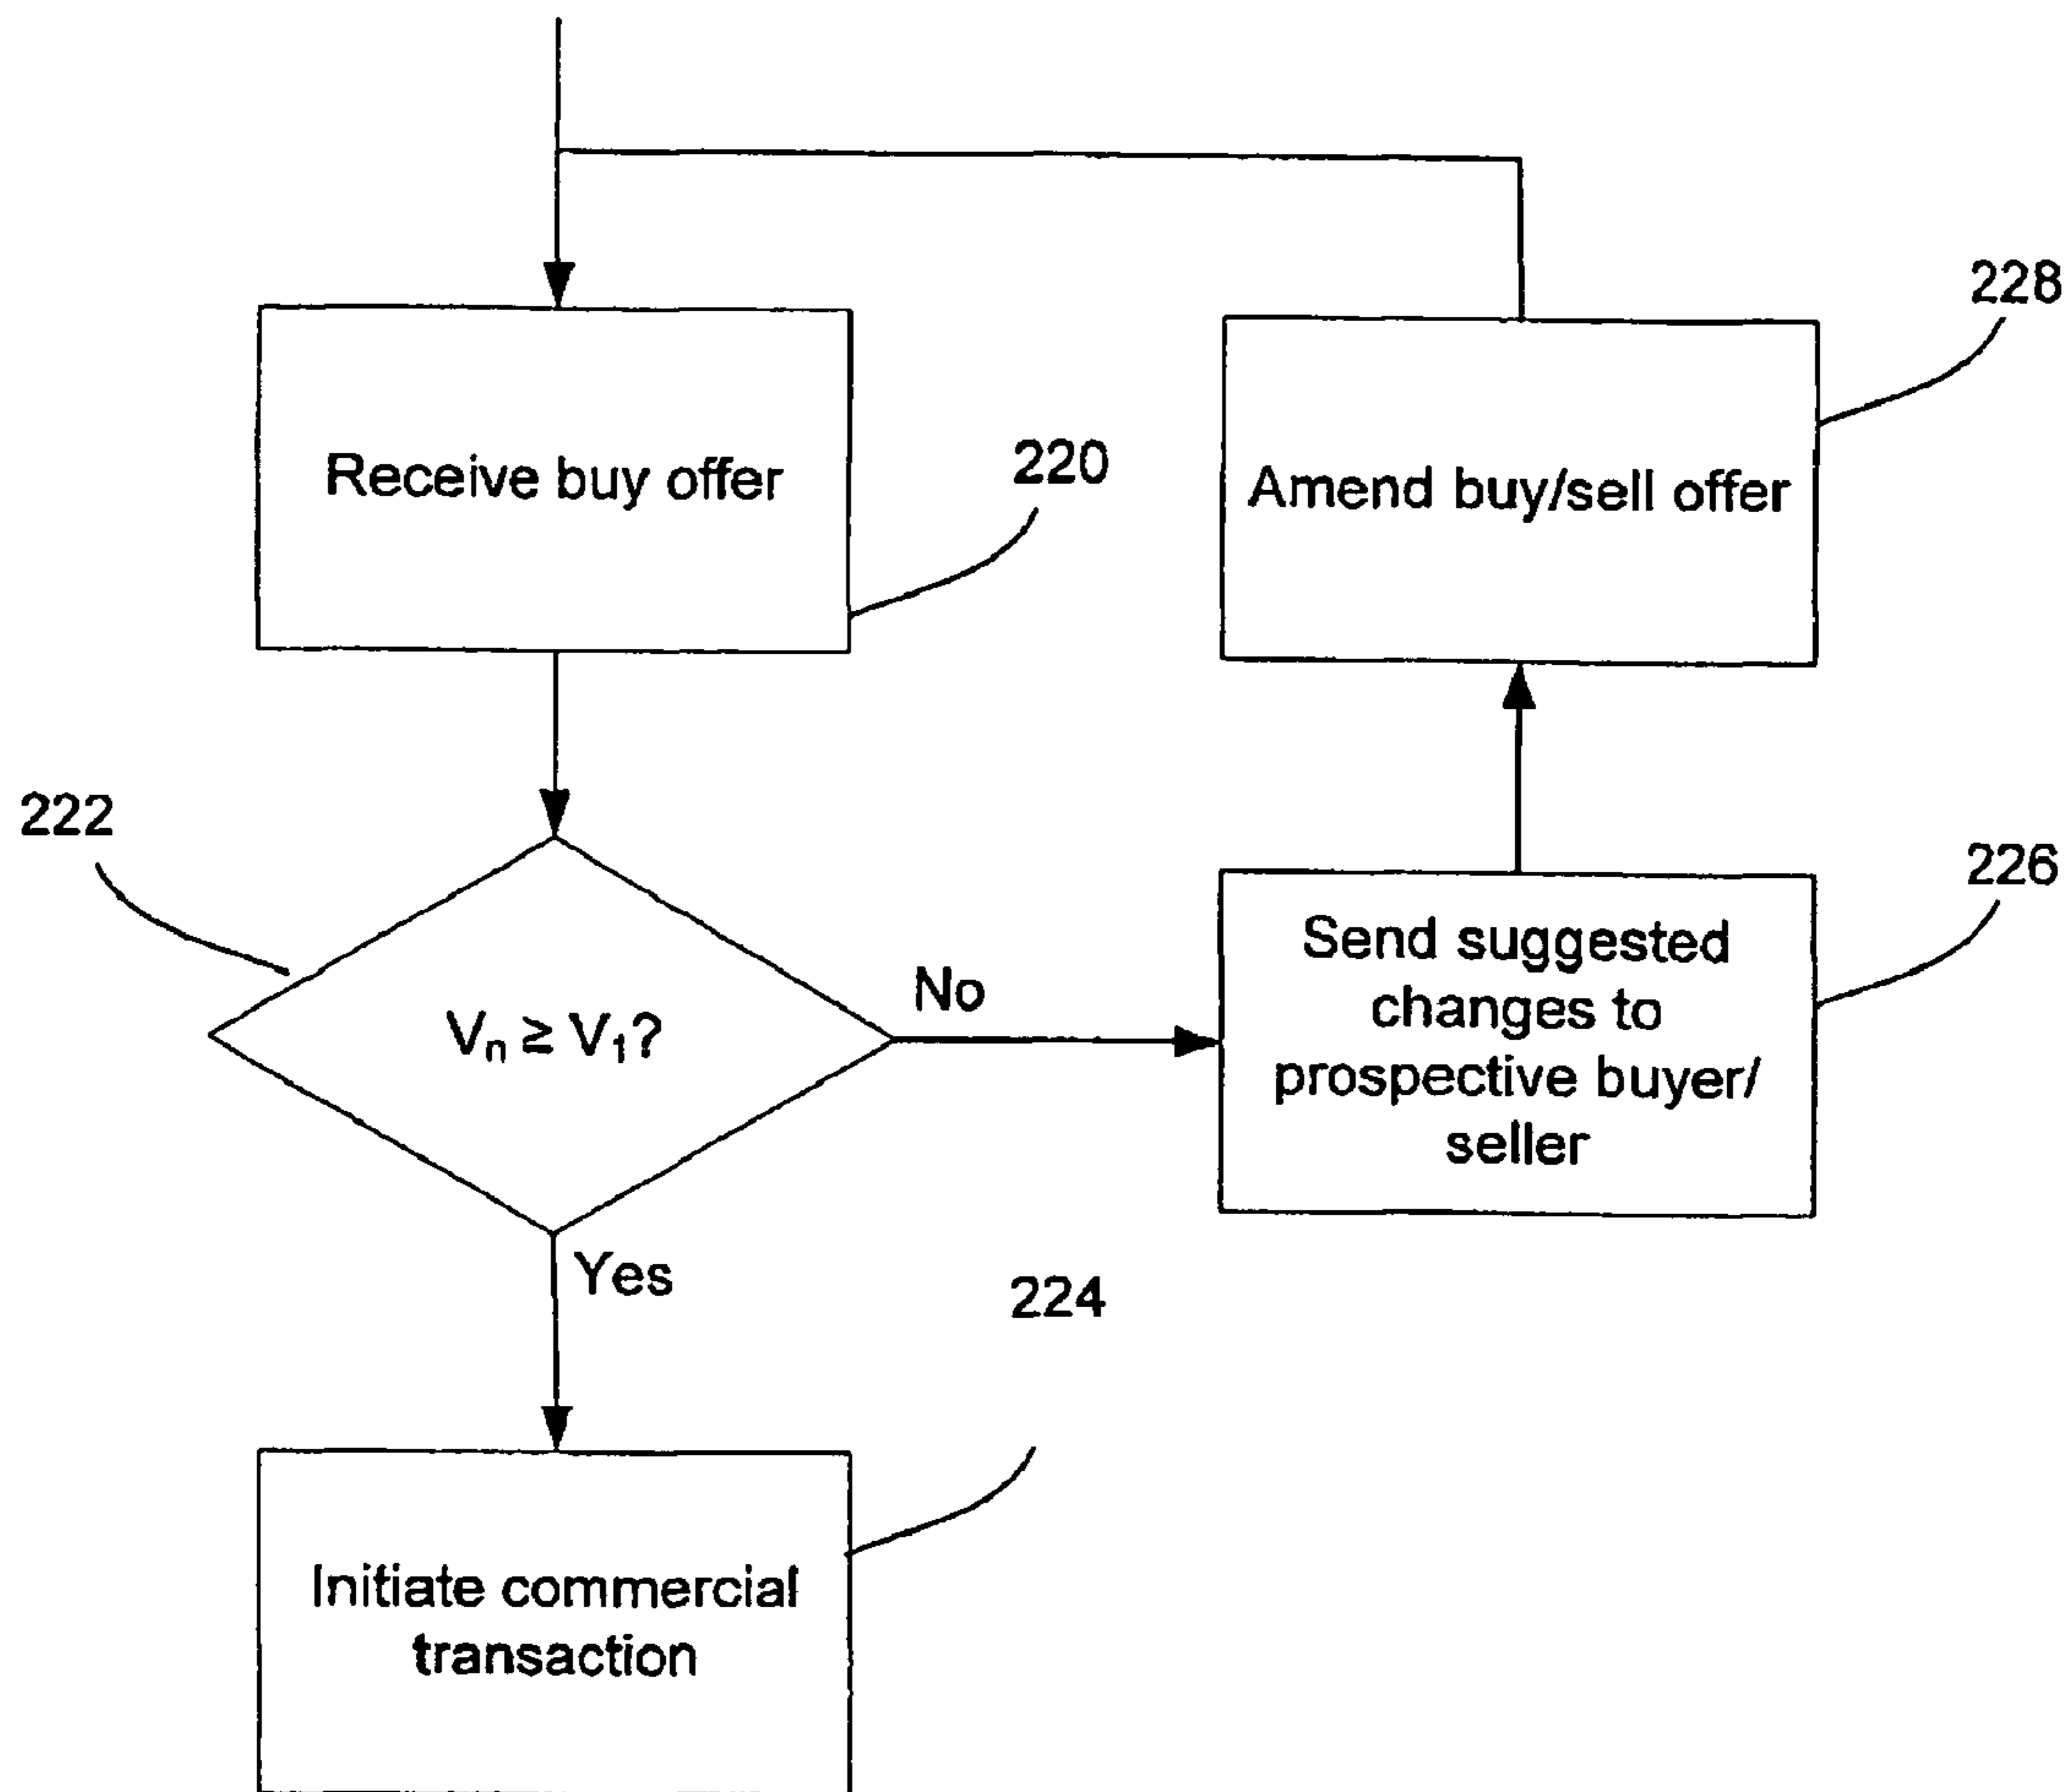 228
Receive buy offer
220
Amend buy/sell offer
222
226
Send suggested
changes to
prospective buyer/
seller
No
Vₙ ≥ V₁?
Yes
224
Initiate commercial
transaction